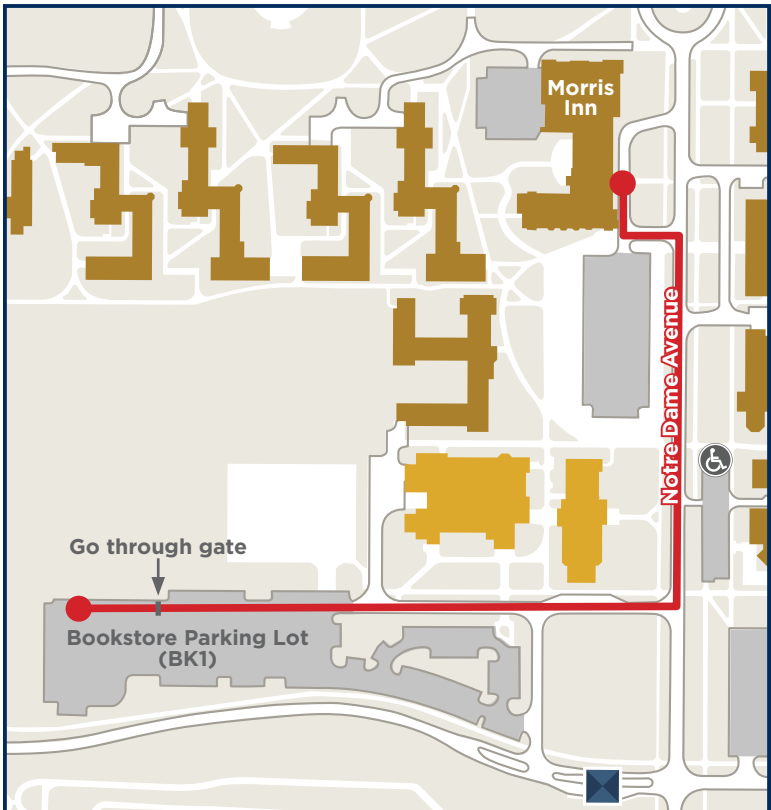 Morris
Inn
Notre Dame Avenue
Go through gate
Bookstore Parking Lot
(BK1)